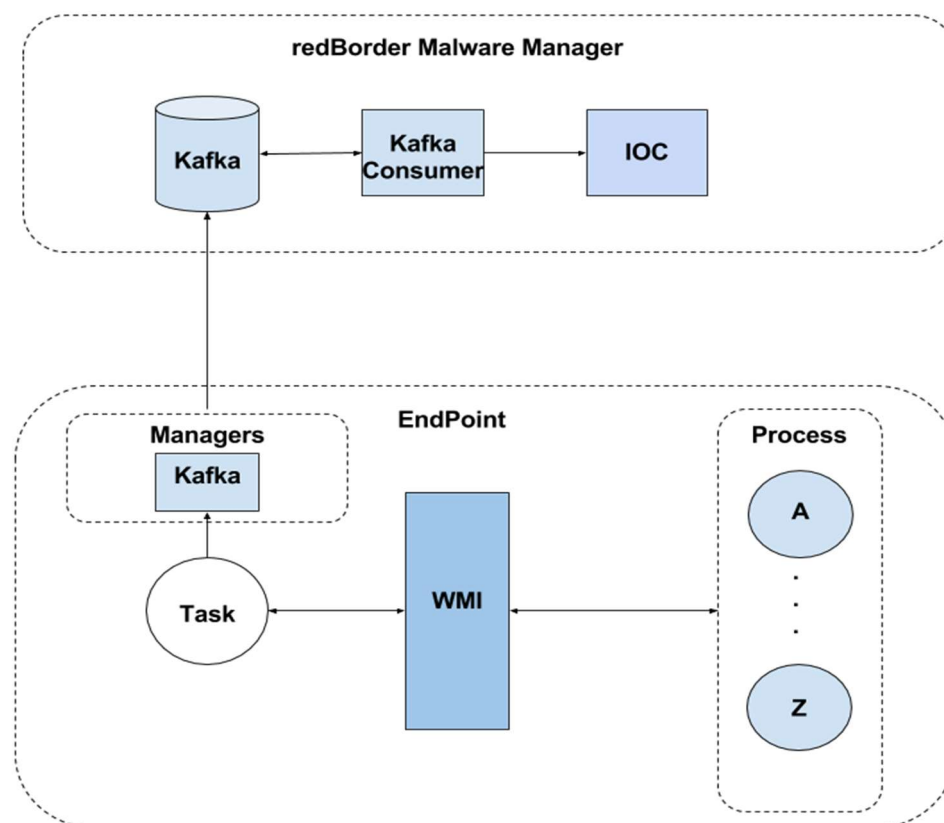 redBorder Malware Manager
Kafka
Kafka
Consumer
IOC
EndPoint
Managers
Kafka
Process
A
WMI
Task
Z